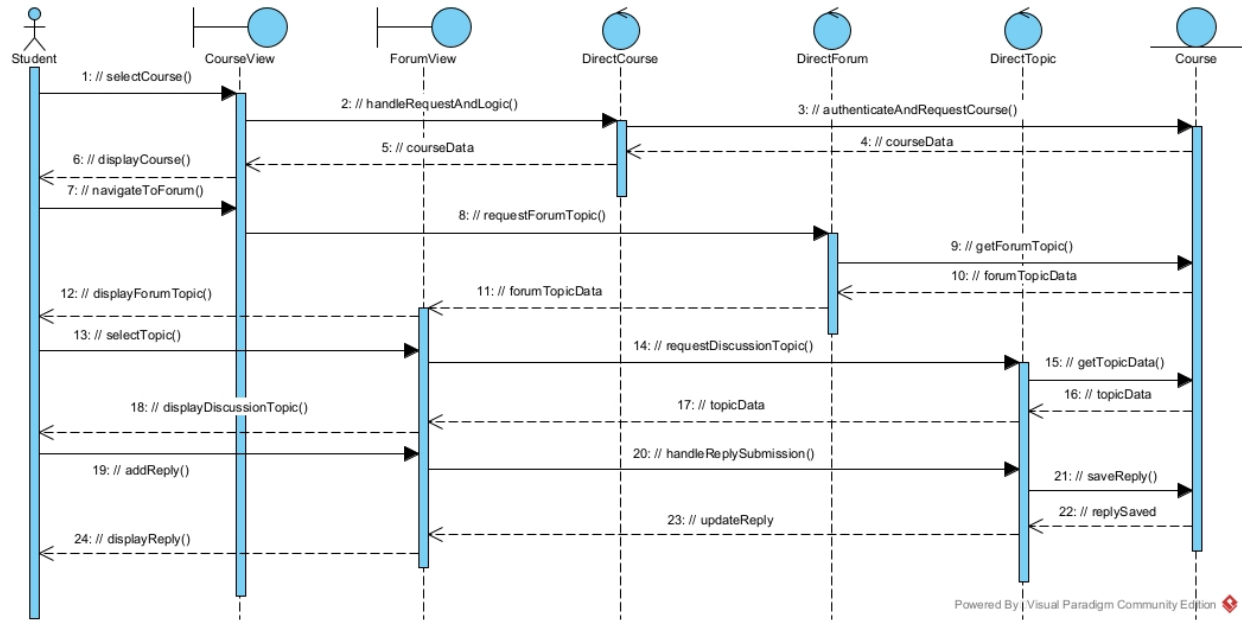 Student
CourseView
ForumView
DirectCourse
DirectForum
DirectTopic
Course
1: // selectCourse()
2: // handleRequestAndLogic()
3: // authenticateAndRequestCourse()
4: // courseData
5: // courseData
6: // displayCourse()
7: // navigateToForum()
8: // requestForumTopic()
9: // getForumTopic()
10: // forumTopicData
11: // forumTopicData
12: // displayForumTopic()
13: // selectTopic()
14: // requestDiscussionTopic()
15: // getTopicData()
16: // topicData
17: // topicData
18: // displayDiscussionTopic()
19: // addReply()
20: // handleReplySubmission()
21: // saveReply()
22: // replySaved
23: // updateReply
24: // displayReply()
Powered By Visual Paradigm Community Edition